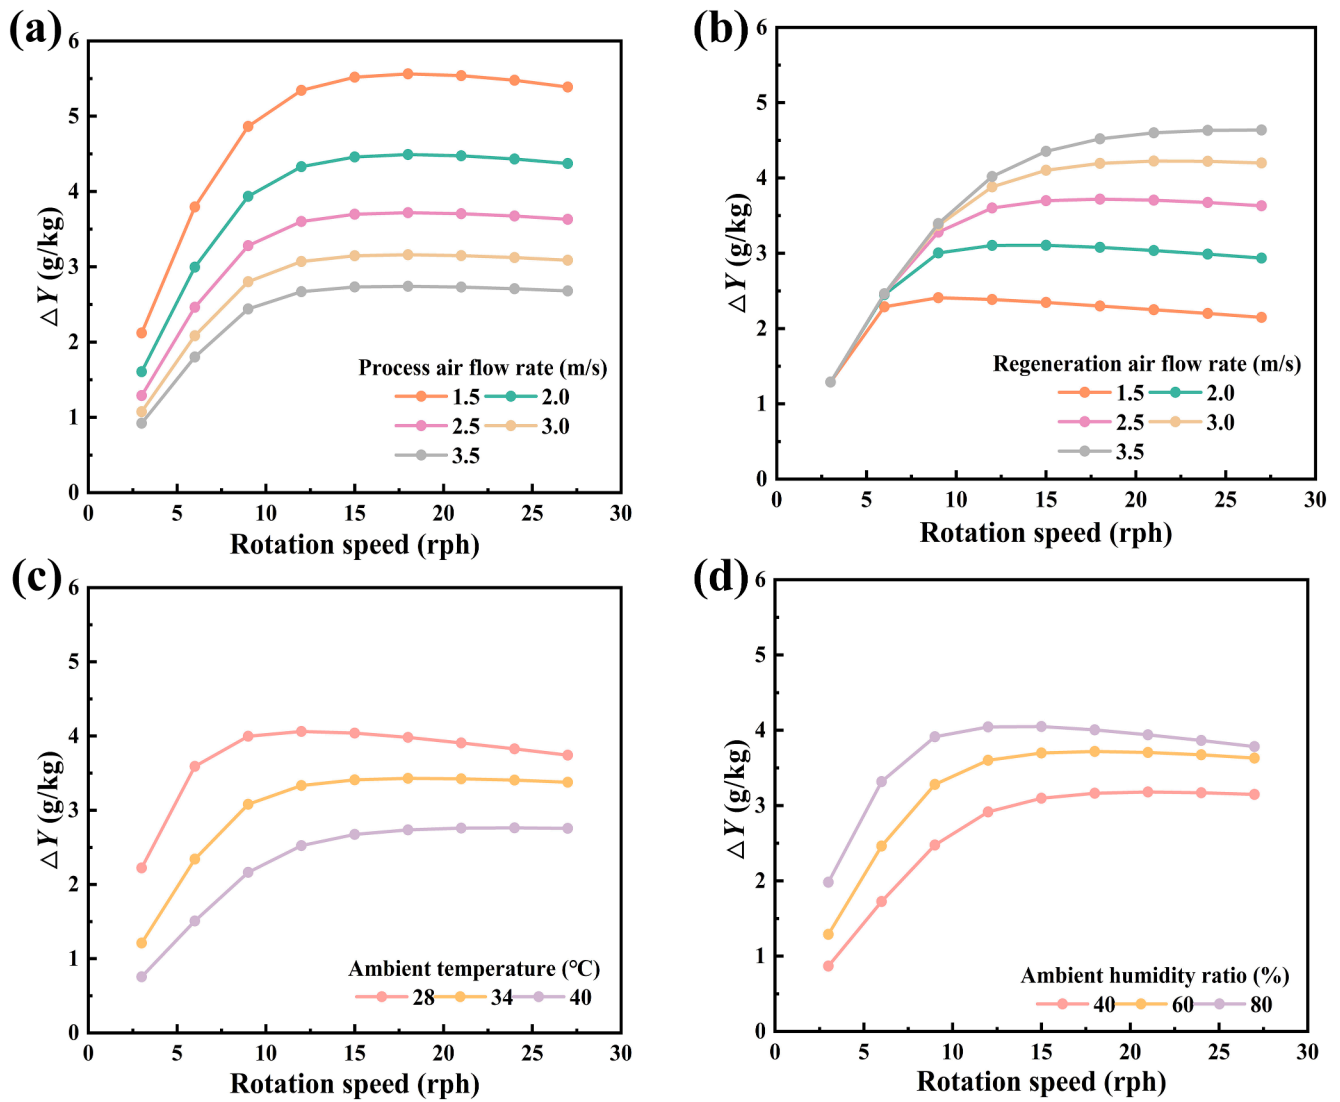 (a)
6
5
4
3
2
1
0
△Y (g/kg)
Process air flow rate (m/s)
1.5 2.0
2.5 3.0
3.5
0 5 10 15 20 25 30
Rotation speed (rph)
(b)
6
5
4
3
2
1
0
△Y (g/kg)
Regeneration air flow rate (m/s)
1.5 2.0
2.5 3.0
3.5
0 5 10 15 20 25 30
Rotation speed (rph)
(c)
6
5
4
3
2
1
0
△Y (g/kg)
Ambient temperature (℃)
28 34 40
0 5 10 15 20 25 30
Rotation speed (rph)
(d)
6
5
4
3
2
1
0
△Y (g/kg)
Ambient humidity ratio (%)
40 60 80
0 5 10 15 20 25 30
Rotation speed (rph)